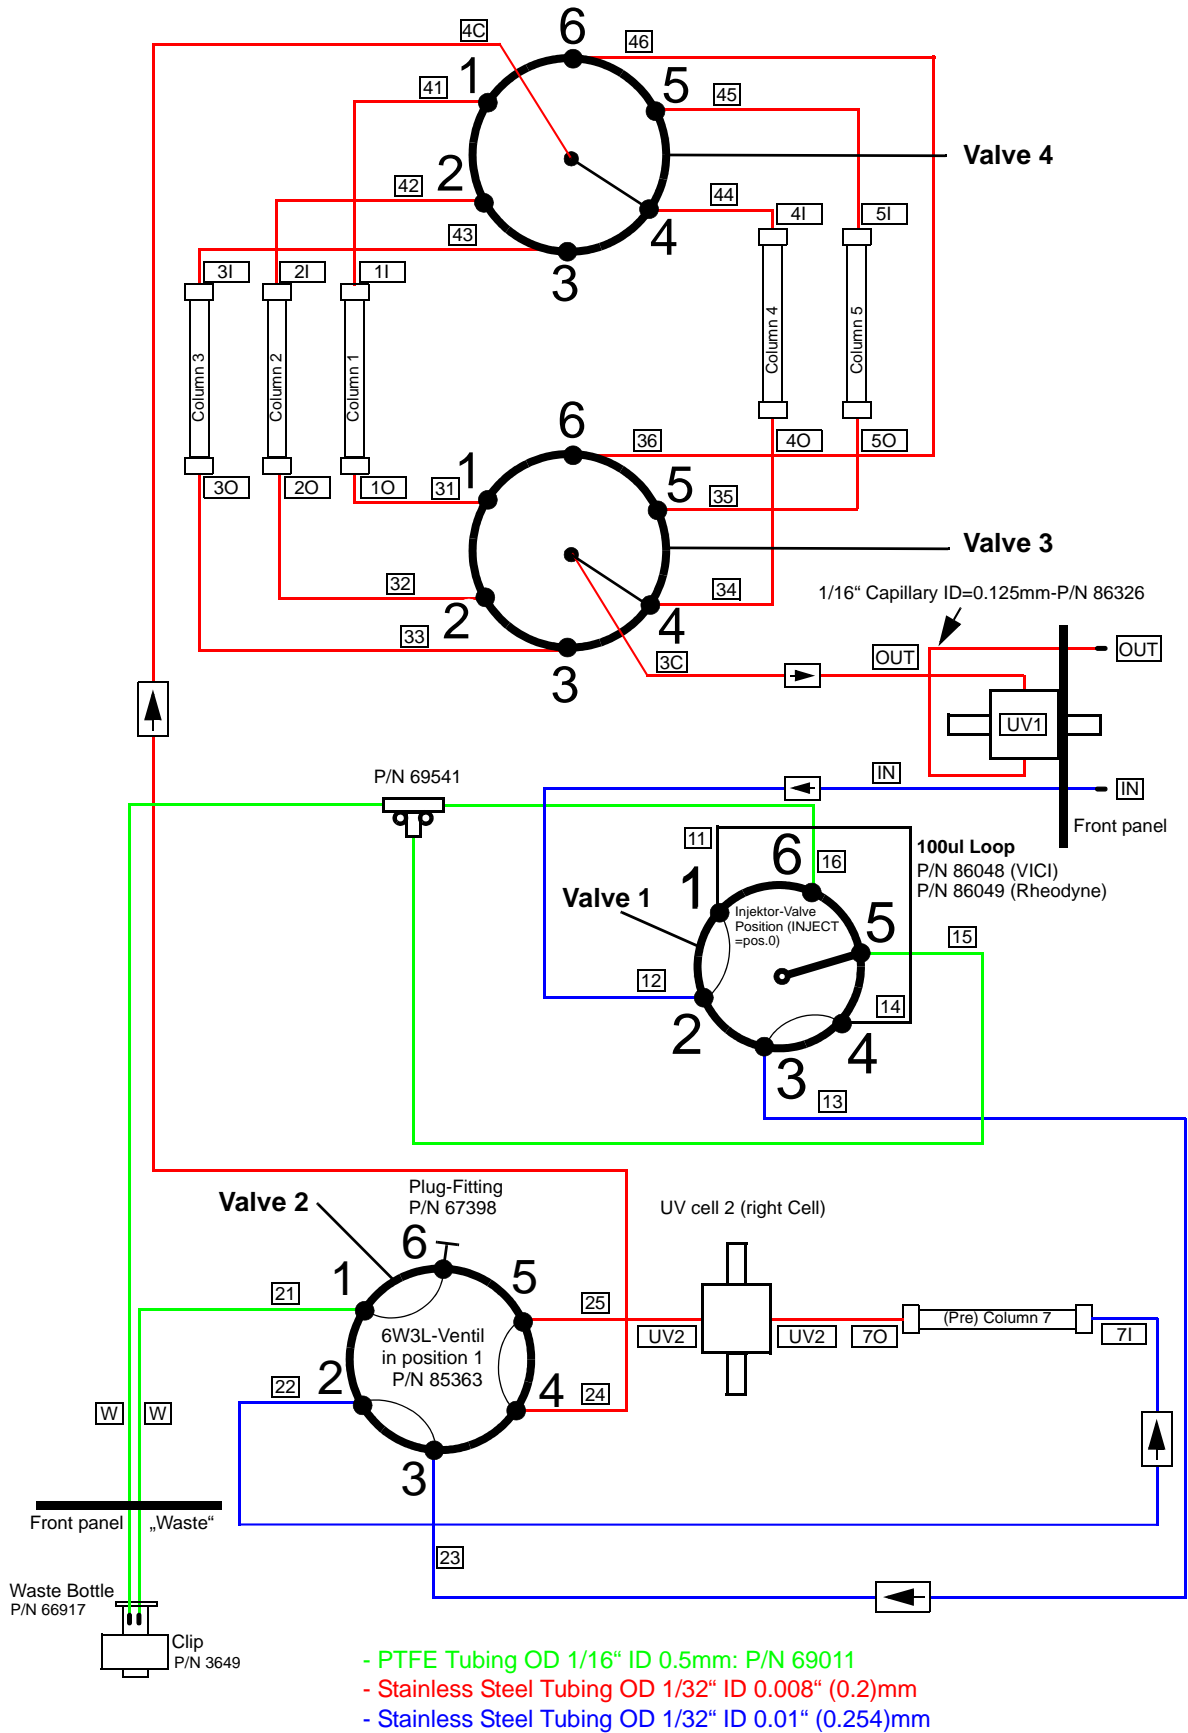 4C
6
46
41
1
5
45
Valve 4
42
2
44
4
43
3
4I
5I
3I
2I
1I
Column 3
Column 2
Column 1
Column 4
Column 5
6
36
4O
5O
3O
2O
1O
31
1
5
35
Valve 3
32
2
34
4
33
3
3C
1/16“ Capillary ID=0.125mm-P/N 86326
OUT
OUT
UV1
P/N 69541
IN
IN
Front panel
11
6
16
100ul Loop
P/N 86048 (VICI)
P/N 86049 (Rheodyne)
Valve 1
1
Injektor-Valve
Position (INJECT
=pos.0)
5
15
12
2
14
4
3
13
Plug-Fitting
P/N 67398
Valve 2
UV cell 2 (right Cell)
6
1
5
21
25
6W3L-Ventil
in position 1
P/N 85363
UV2
UV2
7O
(Pre) Column 7
7I
22
2
4
24
3
W
W
Front panel
„Waste“
23
Waste Bottle
P/N 66917
Clip
P/N 3649
- PTFE Tubing OD 1/16“ ID 0.5mm: P/N 69011
- Stainless Steel Tubing OD 1/32“ ID 0.008“ (0.2)mm
- Stainless Steel Tubing OD 1/32“ ID 0.01“ (0.254)mm